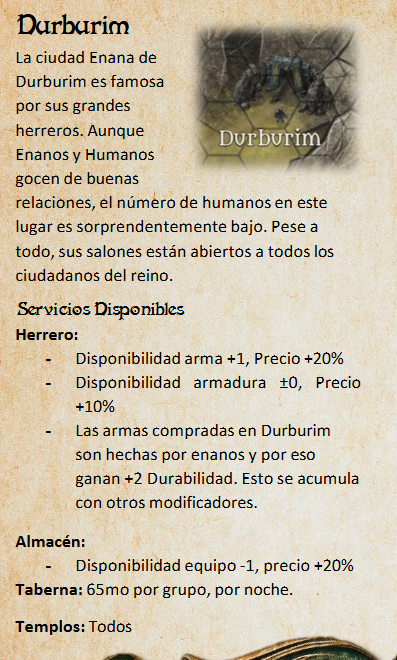 Durburim
La ciudad Enana de
Durburim es famosa
por sus grandes
herreros. Aunque
Enanos y Humanos
gocen de buenas
relaciones, el número de humanos en este
lugar es sorprendentemente bajo. Pese a
todo, sus salones están abiertos a todos los
ciudadanos del reino.
Durburim
Servicios Disponibles
Herrero:
- Disponibilidad arma +1, Precio +20%
- Disponibilidad armadura ±0, Precio
+10%
- Las armas compradas en Durburim
son hechas por enanos y por eso
ganan +2 Durabilidad. Esto se acumula
con otros modificadores.
Almacén:
- Disponibilidad equipo -1, precio +20%
Taberna: 65mo por grupo, por noche.
Templos: Todos